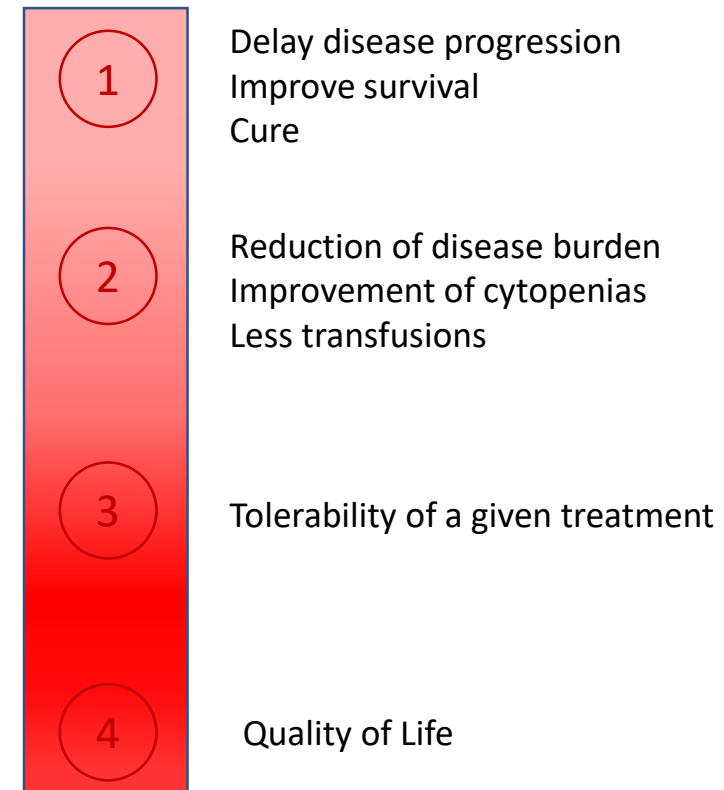 1
Delay disease progression
Improve survival
Cure
2
Reduction of disease burden
Improvement of cytopenias
Less transfusions
3
Tolerability of a given treatment
4
Quality of Life